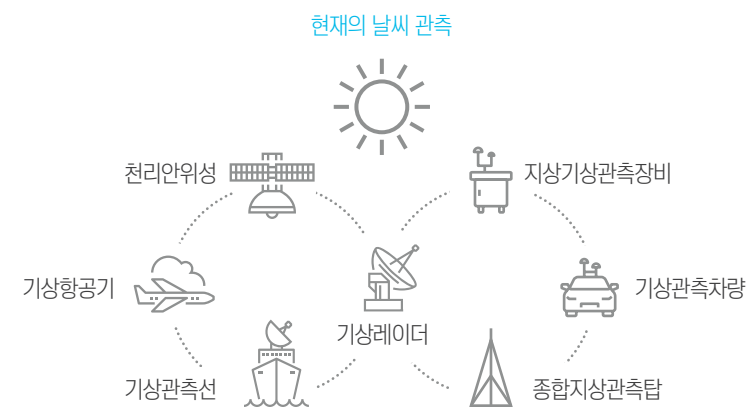 현재의 날씨 관측
천리안위성
지상기상관측장비
기상항공기
기상관측차량
기상레이더
기상관측선
종합지상관측탑